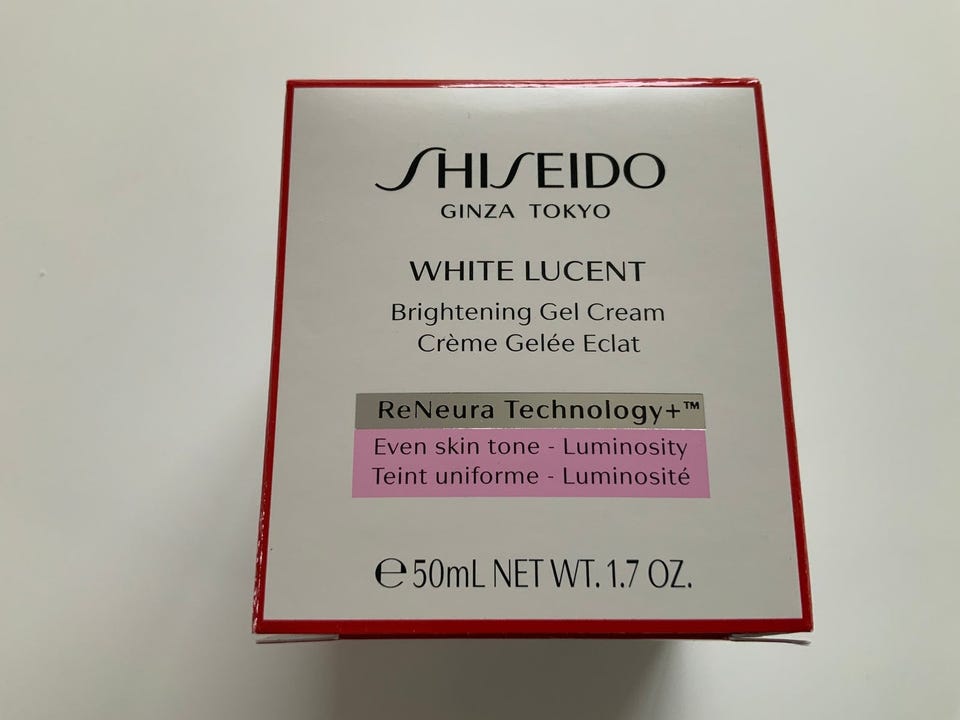 SHISEIDO
GINZA TOKYO
WHITE LUCENT
Brightening Gel Cream
Crème Gelée Eclat
ReNeura Technology+™
Even skin tone - Luminosity
Teint uniforme - Luminosité
℮50mL NET WT. 1.7 OZ.